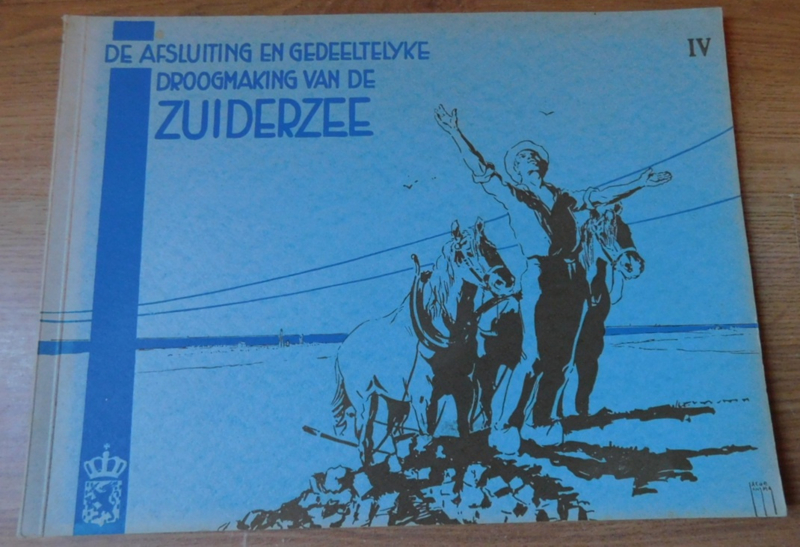 DE AFSLUITING EN GEDEELTELYKE
DROOGMAKING VAN DE
ZUIDERZEE
IV